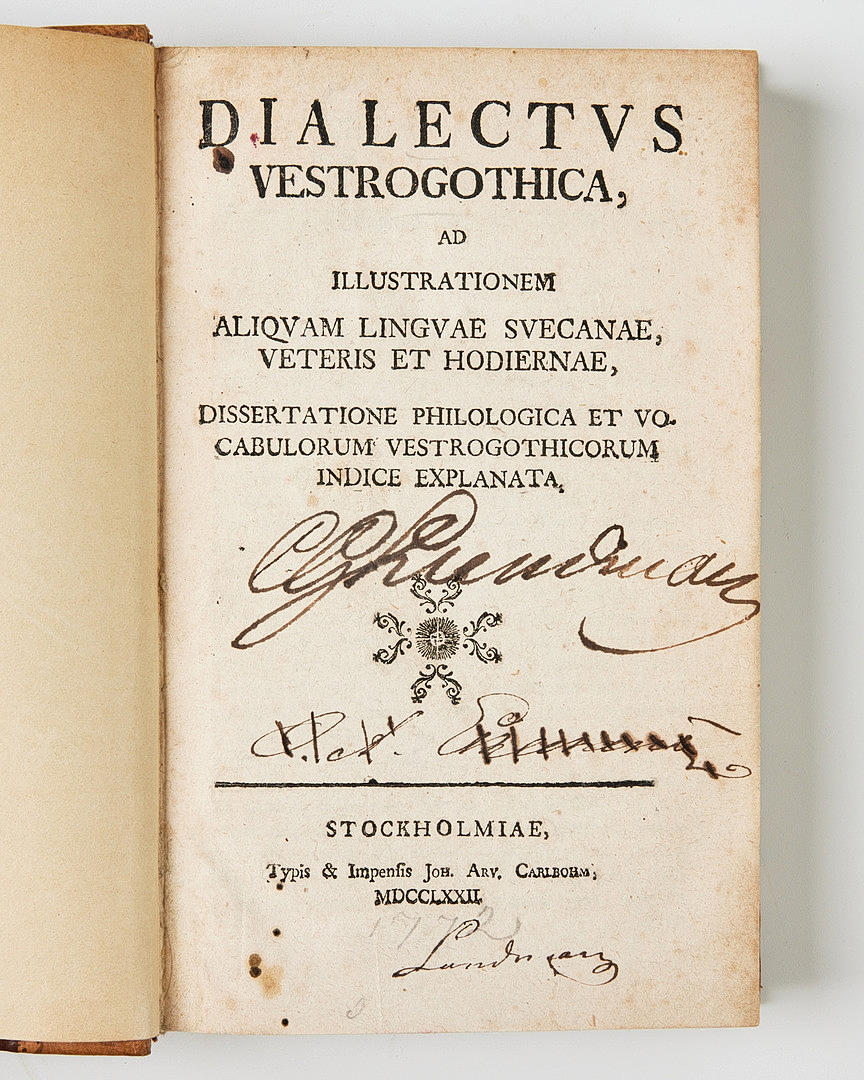 DIALECTVS
VESTROGOTHICA,
AD
ILLUSTRATIONEM
ALIQVAM LINGVAE SVECANAE,
VETERIS ET HODIERNAE,
DISSERTATIONE PHILOLOGICA ET VO-
CABULORUM VESTROGOTHICORUM
INDICE EXPLANATA.
STOCKHOLMIAE,
Typis & Impensis JOH. ARV. CARLBOHM,
MDCCLXXII.
1772